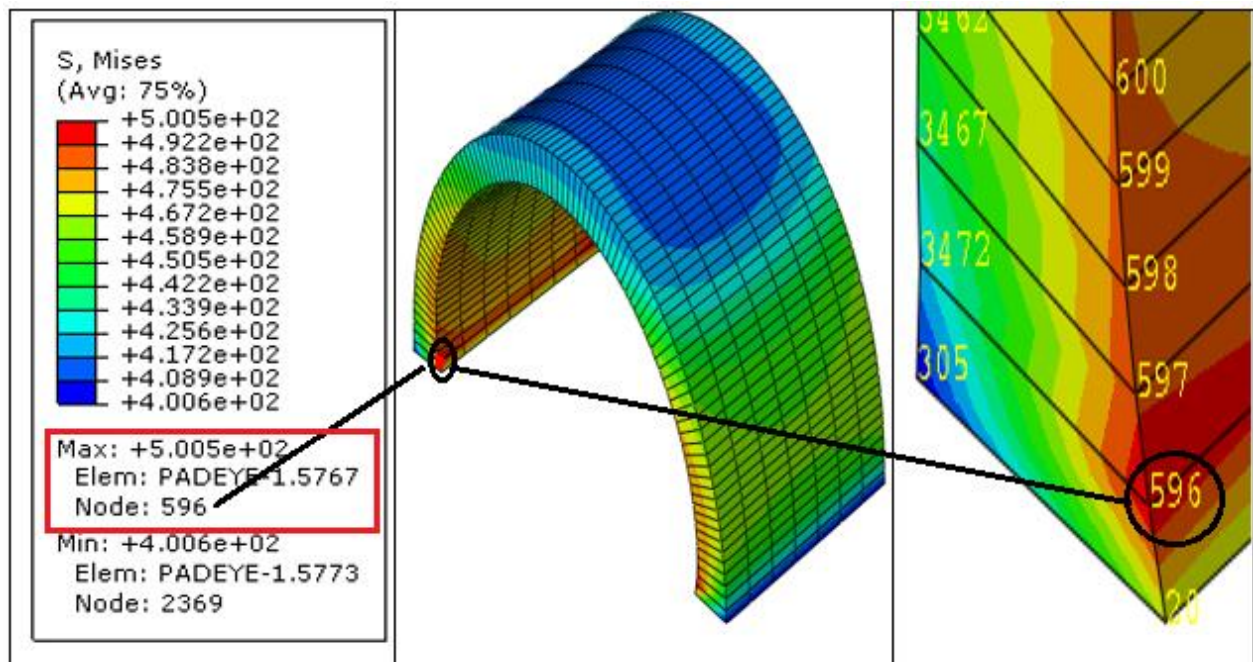 S, Mises
(Avg: 75%)
+5.005e+02
+4.922e+02
+4.838e+02
+4.755e+02
+4.672e+02
+4.589e+02
+4.505e+02
+4.422e+02
+4.339e+02
+4.256e+02
+4.172e+02
+4.089e+02
+4.006e+02
Max: +5.005e+02
Elem: PADEYE-1.5767
Node: 596
Min: +4.006e+02
Elem: PADEYE-1.5773
Node: 2369
3462
600
3467
599
3472
598
305
597
596
20